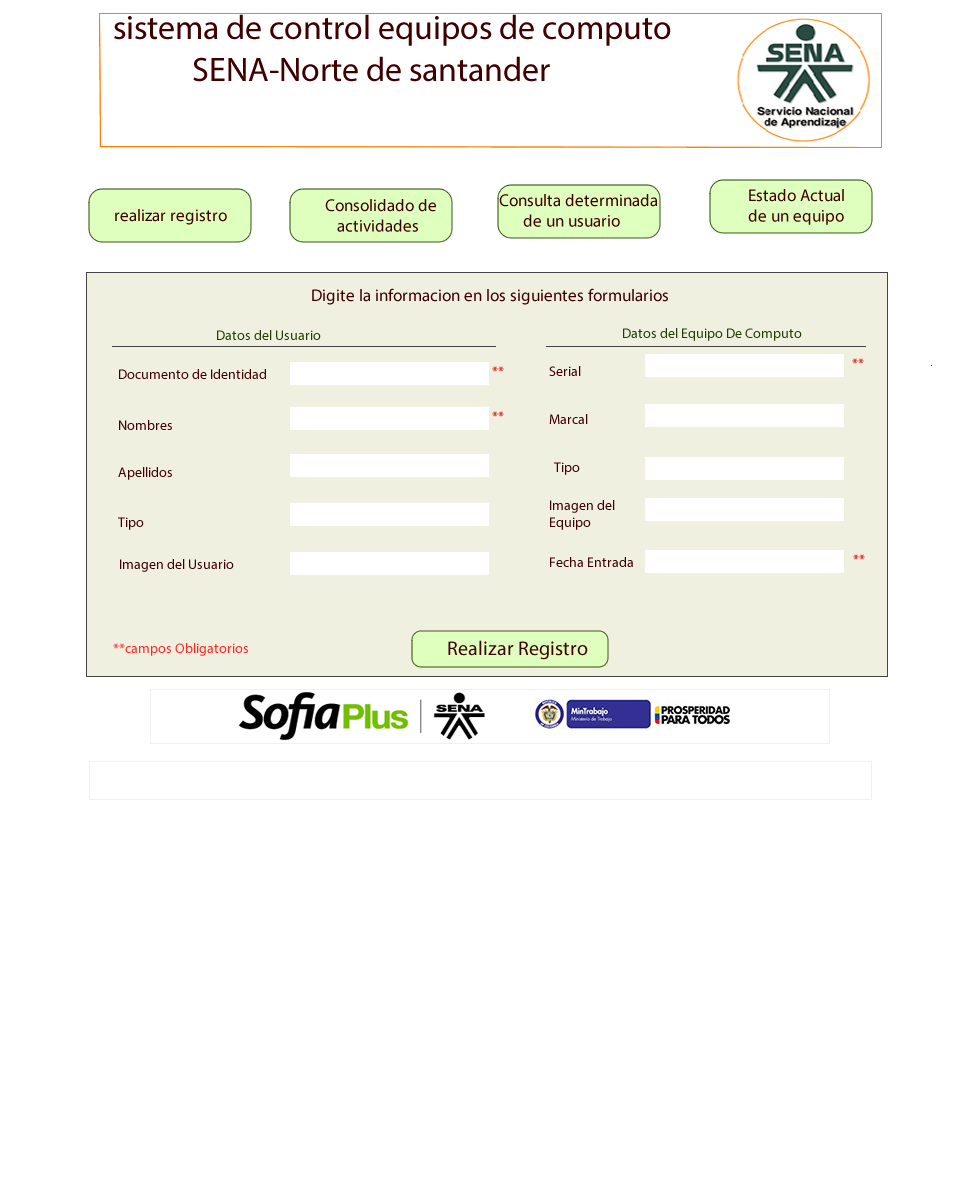 sistema de control equipos de computo
SENA-Norte de santander
SENA
Servicio Nacional
de Aprendizaje
realizar registro
Consolidado de
actividades
Consulta determinada
de un usuario
Estado Actual
de un equipo
Digite la informacion en los siguientes formularios
Datos del Usuario
Documento de Identidad **
Nombres **
Apellidos
Tipo
Imagen del Usuario
Datos del Equipo De Computo
Serial **
Marcal
Tipo
Imagen del
Equipo
Fecha Entrada **
**campos Obligatorios
Realizar Registro
Sofia Plus
SENA
MinTrabajo
Ministerio de Trabajo
PROSPERIDAD
PARA TODOS